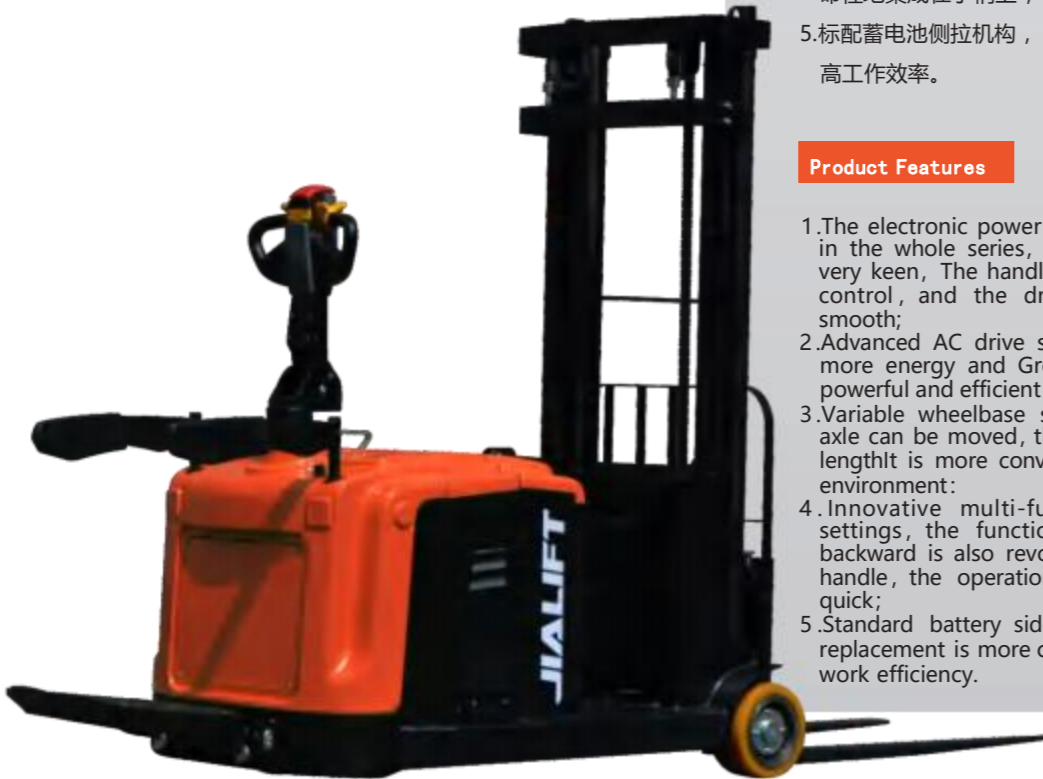 5.标配蓄电池侧拉机构，
高工作效率。
Product Features
1.The electronic power
in the whole series,
very keen, The handl
control, and the dr
smooth;
2.Advanced AC drive s
more energy and Gr
powerful and efficient
3.Variable wheelbase s
axle can be moved, t
lengthIt is more conv
environment:
4.Innovative multi-fu
settings, the functio
backward is also revo
handle, the operatio
quick;
5.Standard battery sid
replacement is more c
work efficiency.
JIALIFT